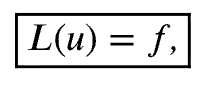 L(u) = f,